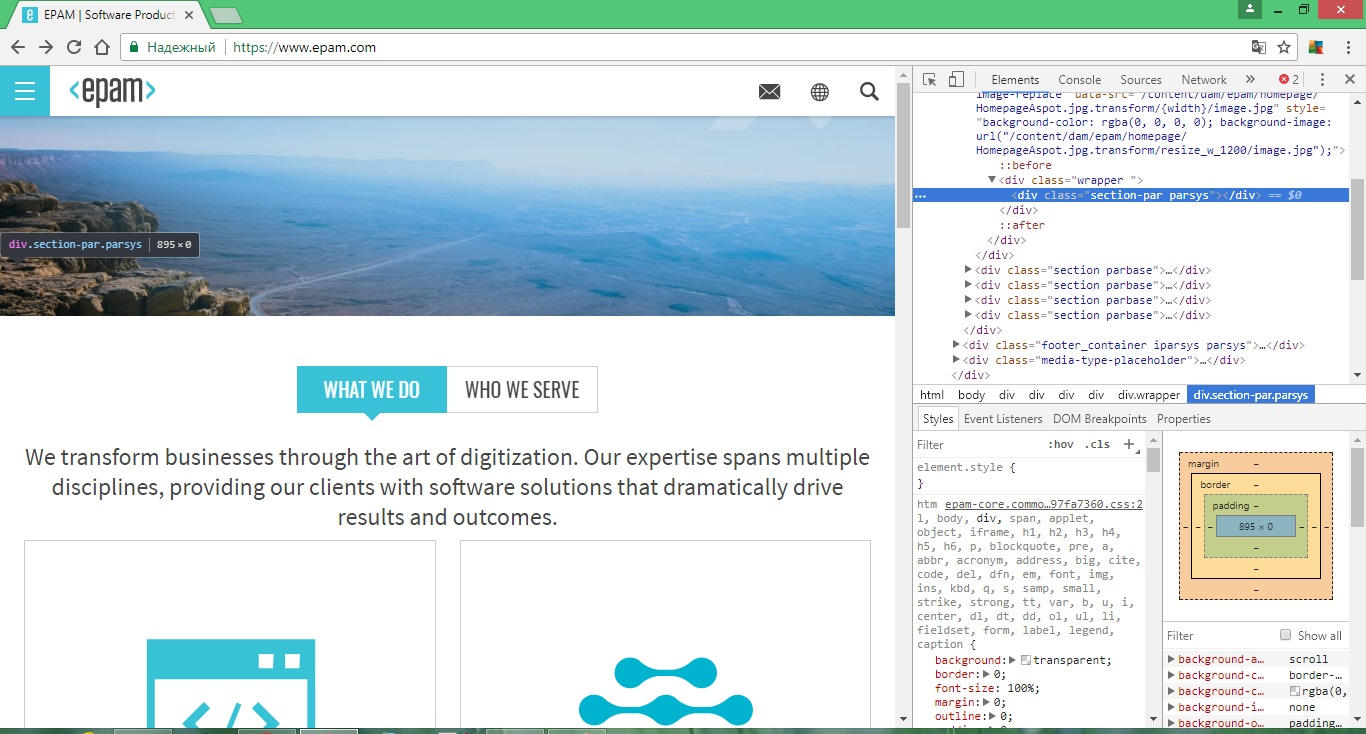 EPAM | Software Product
Надежный
https://www.epam.com
<epam>
div.section-par.parsys 895×0
WHAT WE DO
WHO WE SERVE
We transform businesses through the art of digitization. Our expertise spans multiple
disciplines, providing our clients with software solutions that dramatically drive
results and outcomes.
</>
Elements Console Sources Network » 2
image-replace" data-src="/content/dam/epam/homepage/
HomepageAspot.jpg.transform/{width}/image.jpg" style=
"background-color: rgba(0, 0, 0, 0); background-image:
url("/content/dam/epam/homepage/
HomepageAspot.jpg.transform/resize_w_1200/image.jpg");">
::before
<div class="wrapper ">
… <div class="section-par parsys"></div> == $0
</div>
::after
</div>
</div>
<div class="section parbase">…</div>
<div class="section parbase">…</div>
<div class="section parbase">…</div>
<div class="section parbase">…</div>
</div>
<div class="footer_container iparsys parsys">…</div>
<div class="media-type-placeholder">…</div>
</div>
html body div div div div div.wrapper div.section-par.parsys
Styles Event Listeners DOM Breakpoints Properties
Filter :hov .cls +
element.style {
}
htm epam-core.commo…97fa7360.css:2
l, body, div, span, applet,
object, iframe, h1, h2, h3, h4,
h5, h6, p, blockquote, pre, a,
abbr, acronym, address, big, cite,
code, del, dfn, em, font, img,
ins, kbd, q, s, samp, small,
strike, strong, tt, var, b, u, i,
center, dl, dt, dd, ol, ul, li,
fieldset, form, label, legend,
caption {
background: transparent;
border: 0;
font-size: 100%;
margin: 0;
outline: 0;
margin –
border –
padding –
– – – 895 × 0 – – –
–
–
–
Filter Show all
background-a… scroll
background-c… border-…
background-c… rgba(0,
background-i… none
background-o… padding…